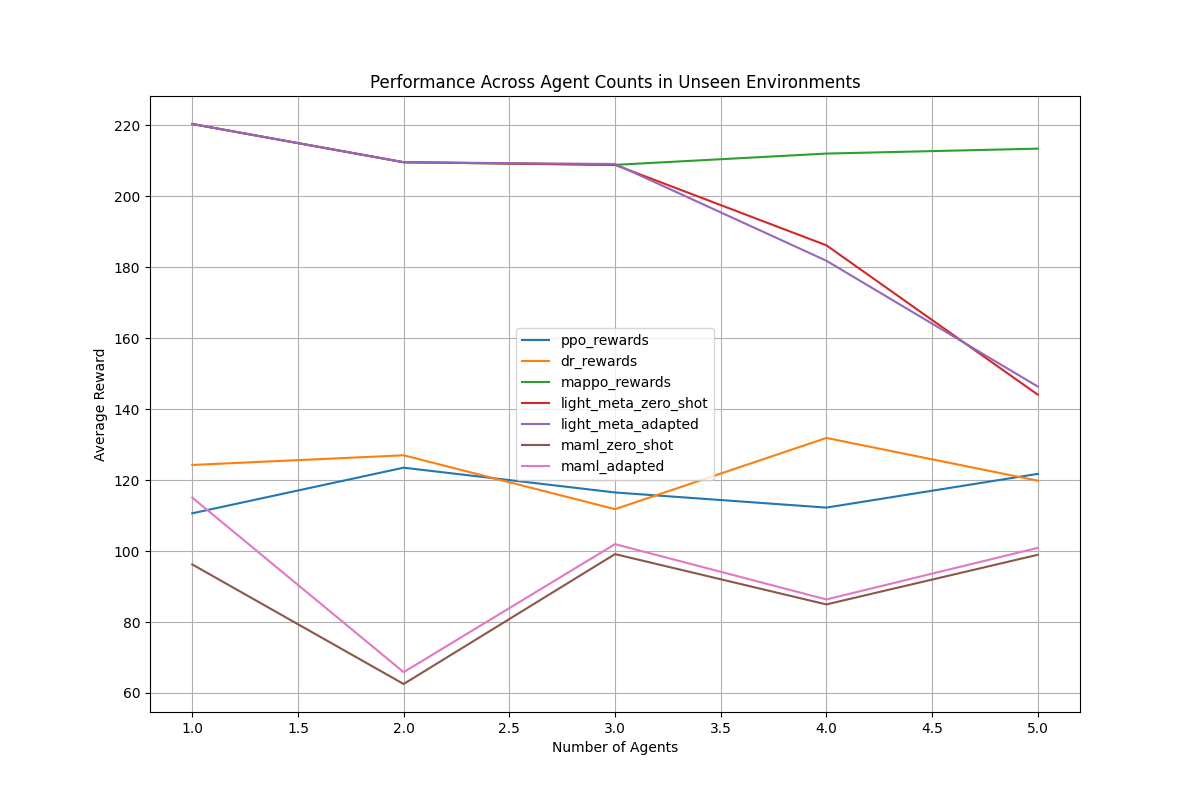 Performance Across Agent Counts in Unseen Environments
220
200
180
160
140
120
100
80
60
Average Reward
ppo_rewards
dr_rewards
mappo_rewards
light_meta_zero_shot
light_meta_adapted
maml_zero_shot
maml_adapted
1.0 1.5 2.0 2.5 3.0 3.5 4.0 4.5 5.0
Number of Agents